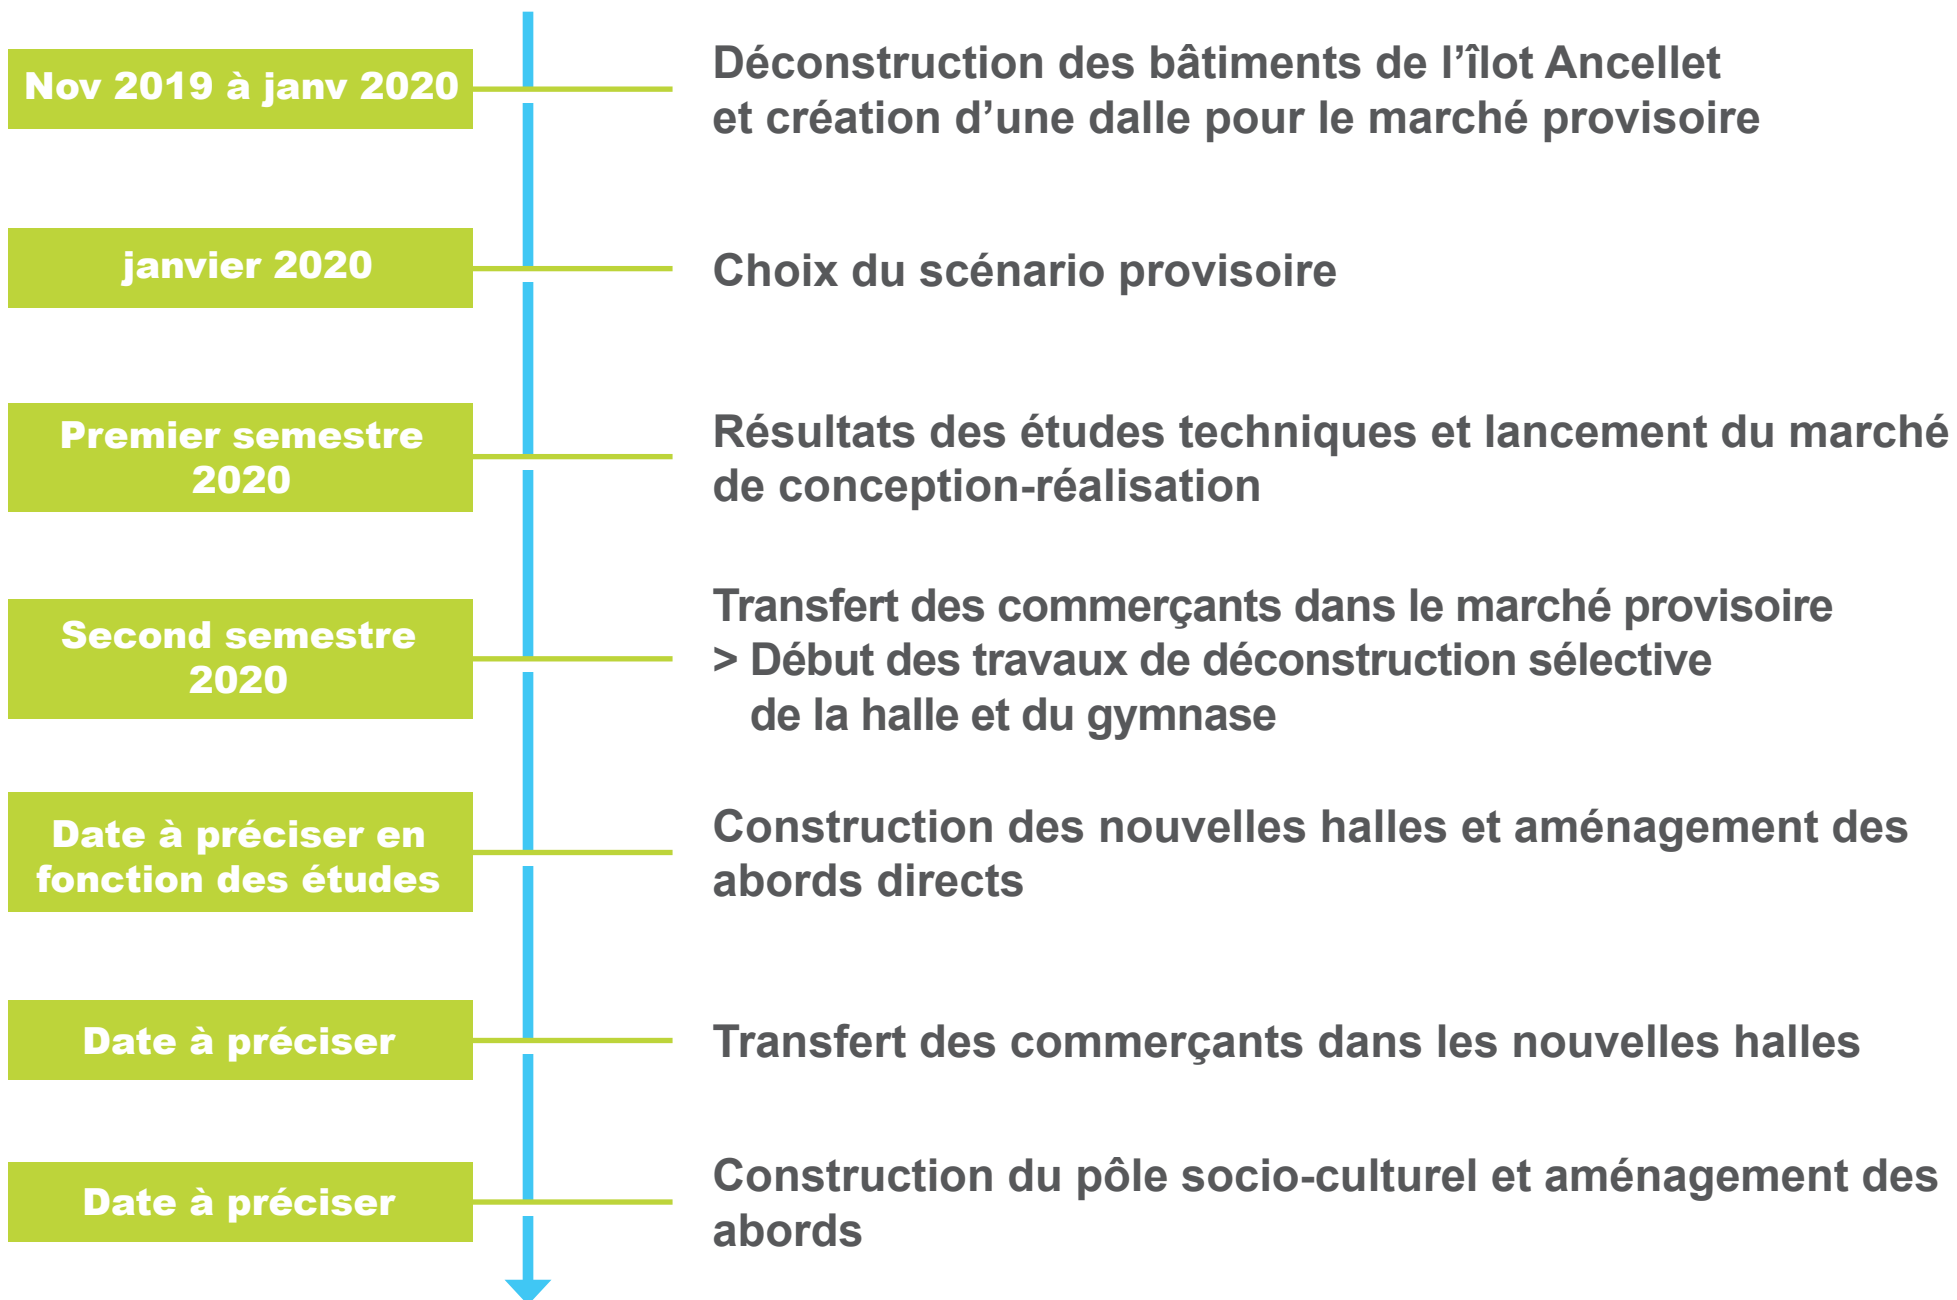 Nov 2019 à janv 2020
Déconstruction des bâtiments de l’îlot Ancellet
et création d’une dalle pour le marché provisoire
janvier 2020
Choix du scénario provisoire
Premier semestre
2020
Résultats des études techniques et lancement du marché
de conception-réalisation
Second semestre
2020
Transfert des commerçants dans le marché provisoire
> Début des travaux de déconstruction sélective
de la halle et du gymnase
Date à préciser en
fonction des études
Construction des nouvelles halles et aménagement des
abords directs
Date à préciser
Transfert des commerçants dans les nouvelles halles
Date à préciser
Construction du pôle socio-culturel et aménagement des
abords